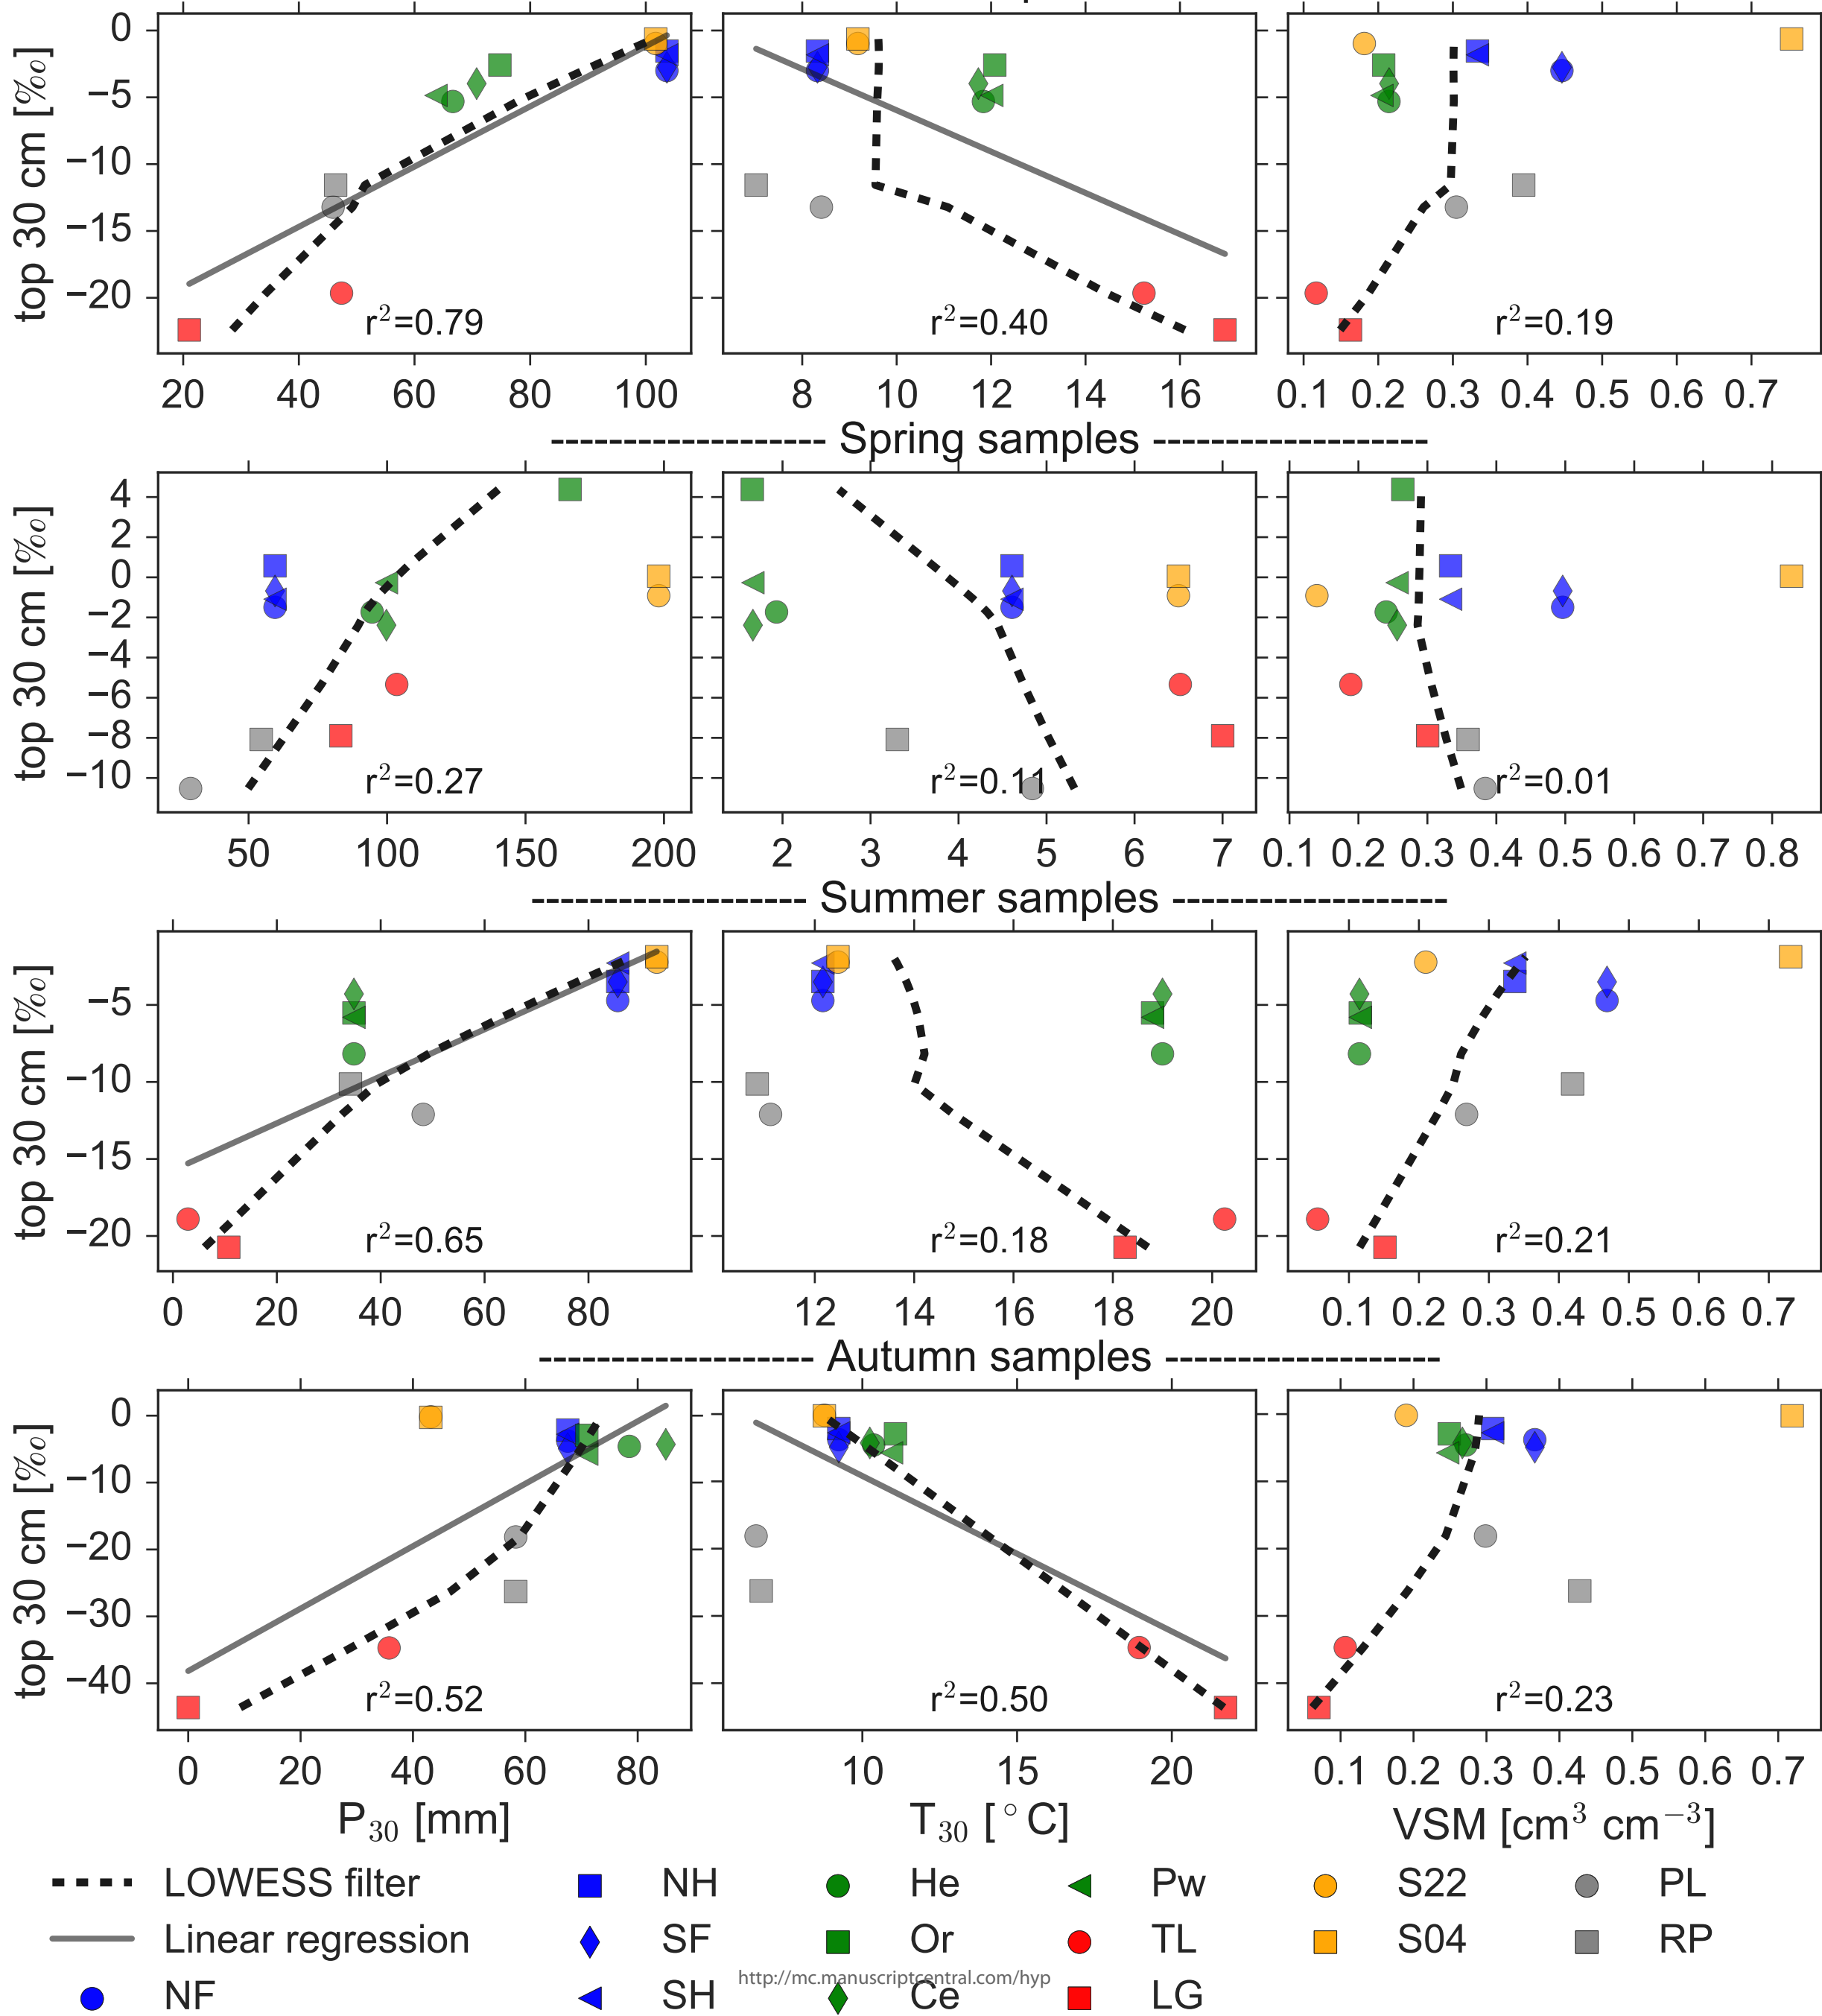 0
−5
−10
−15
−20
top 30 cm [‰]
r²=0.79
r²=0.40
r²=0.19
20 40 60 80 100
8 10 12 14 16
0.1 0.2 0.3 0.4 0.5 0.6 0.7
Spring samples
4
2
0
−2
−4
−6
−8
−10
top 30 cm [‰]
r²=0.27
r²=0.11
r²=0.01
50 100 150 200
2 3 4 5 6 7
0.1 0.2 0.3 0.4 0.5 0.6 0.7 0.8
Summer samples
−5
−10
−15
−20
top 30 cm [‰]
r²=0.65
r²=0.18
r²=0.21
0 20 40 60 80
12 14 16 18 20
0.1 0.2 0.3 0.4 0.5 0.6 0.7
Autumn samples
0
−10
−20
−30
−40
top 30 cm [‰]
r²=0.52
r²=0.50
r²=0.23
0 20 40 60 80
10 15 20
0.1 0.2 0.3 0.4 0.5 0.6 0.7
P₃₀ [mm]
T₃₀ [°C]
VSM [cm³ cm⁻³]
LOWESS filter NH He Pw S22 PL
Linear regression SF Or TL S04 RP
NF SH Ce LG
http://mc.manuscriptcentral.com/hyp